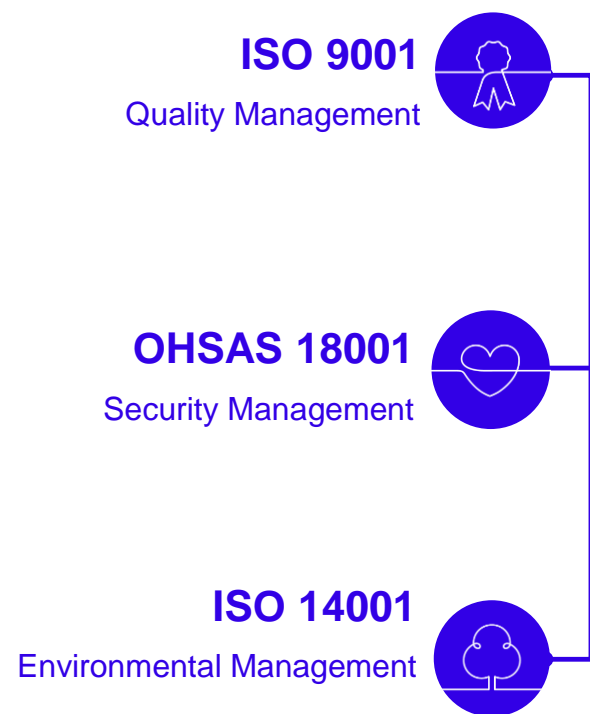 ISO 9001
Quality Management
OHSAS 18001
Security Management
ISO 14001
Environmental Management